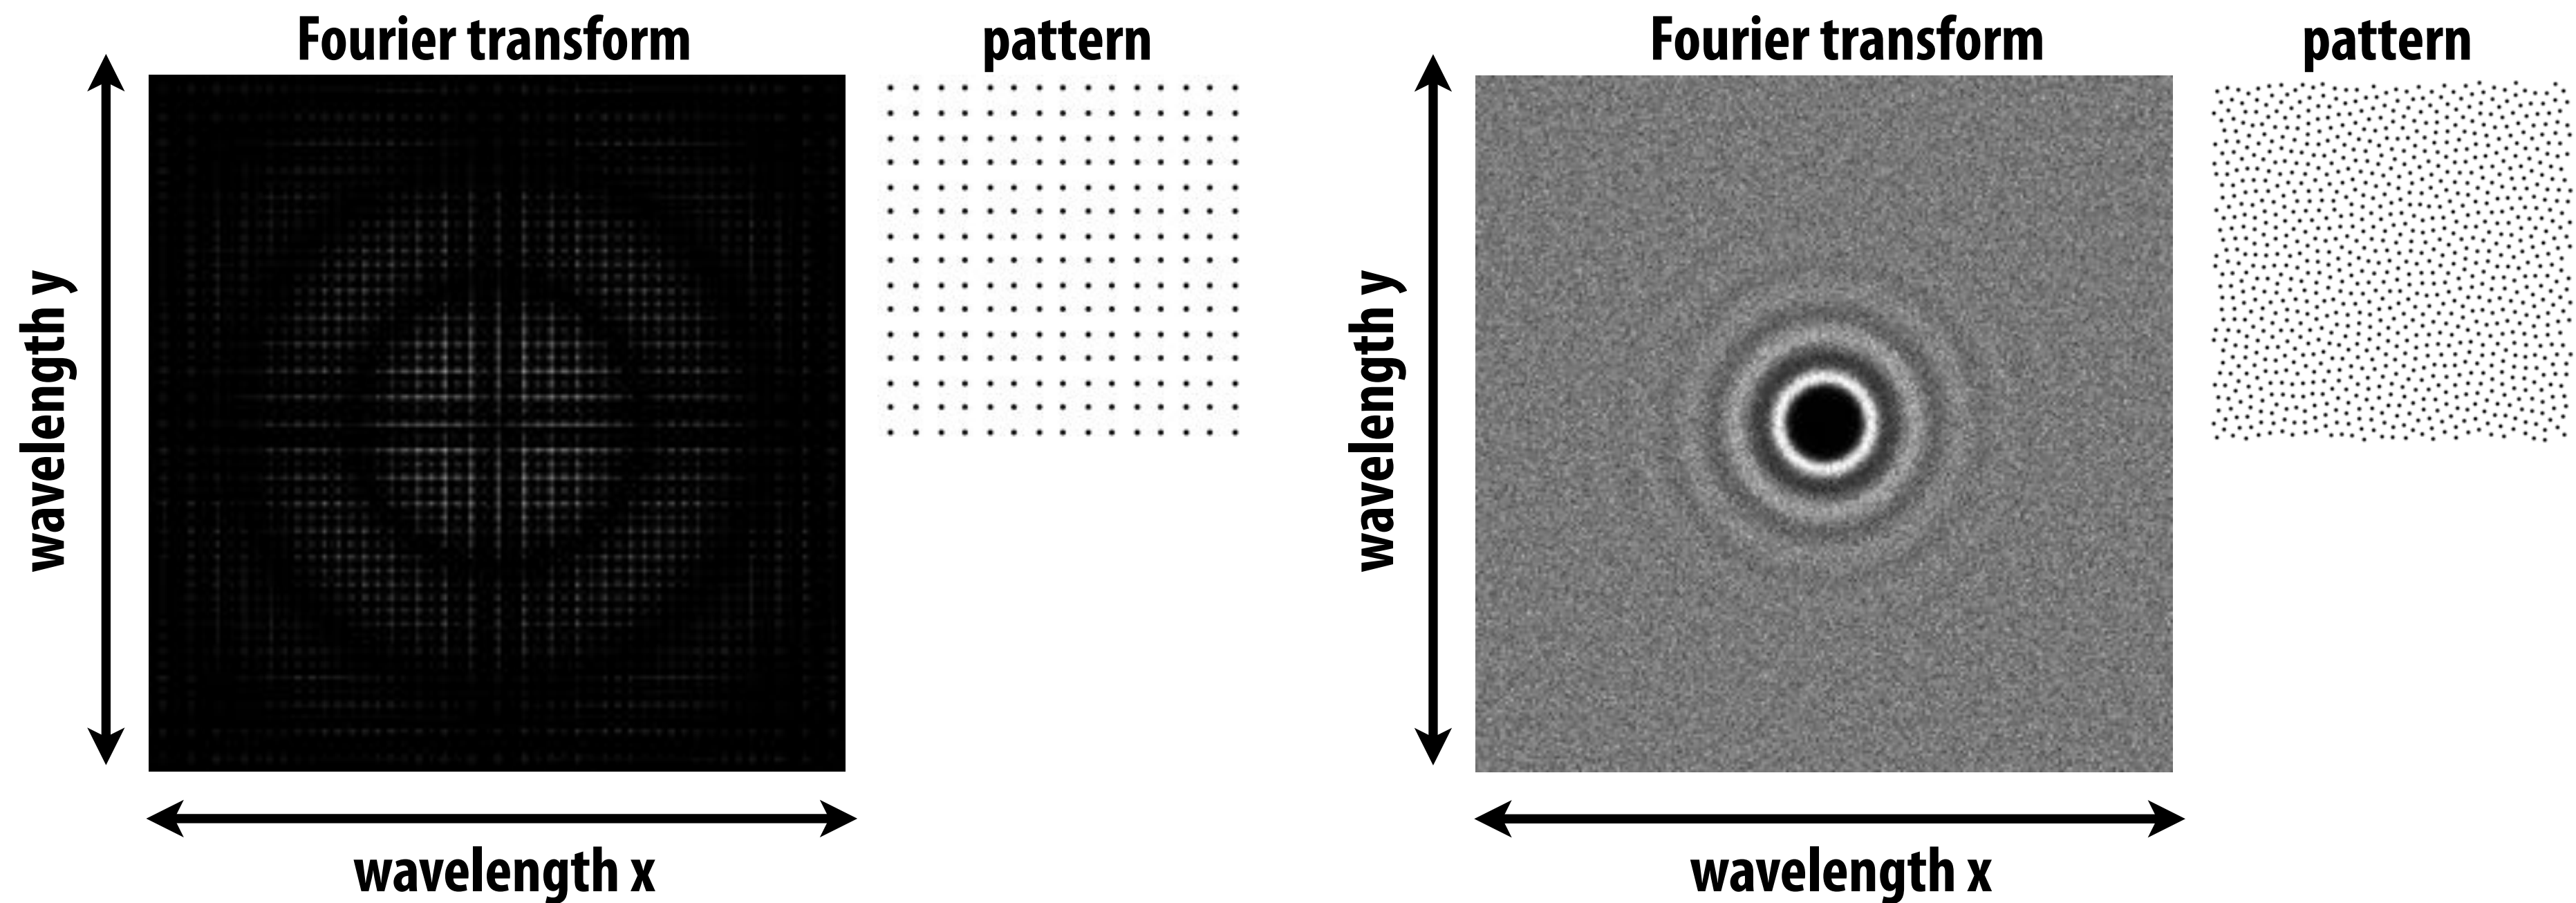 Fourier transform
pattern
wavelength y
wavelength x
Fourier transform
pattern
wavelength y
wavelength x